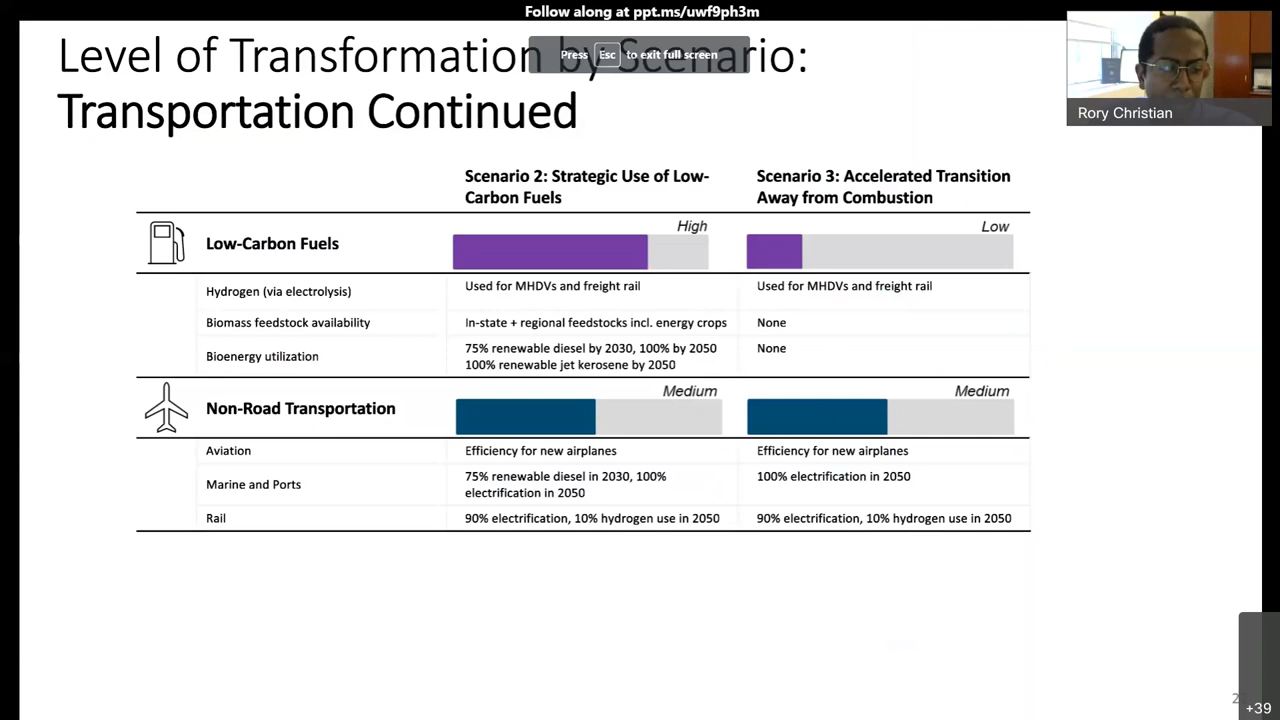 Follow along at ppt.ms/uwf9ph3m
Level of Transformation by Scenario:
Press Esc to exit full screen
Transportation Continued
Rory Christian
Scenario 2: Strategic Use of Low-
Carbon Fuels
Scenario 3: Accelerated Transition
Away from Combustion
Low-Carbon Fuels
High
Low
Hydrogen (via electrolysis)
Used for MHDVs and freight rail
Used for MHDVs and freight rail
Biomass feedstock availability
In-state + regional feedstocks incl. energy crops
None
Bioenergy utilization
75% renewable diesel by 2030, 100% by 2050
100% renewable jet kerosene by 2050
None
Non-Road Transportation
Medium
Medium
Aviation
Efficiency for new airplanes
Efficiency for new airplanes
Marine and Ports
75% renewable diesel in 2030, 100%
electrification in 2050
100% electrification in 2050
Rail
90% electrification, 10% hydrogen use in 2050
90% electrification, 10% hydrogen use in 2050
+39